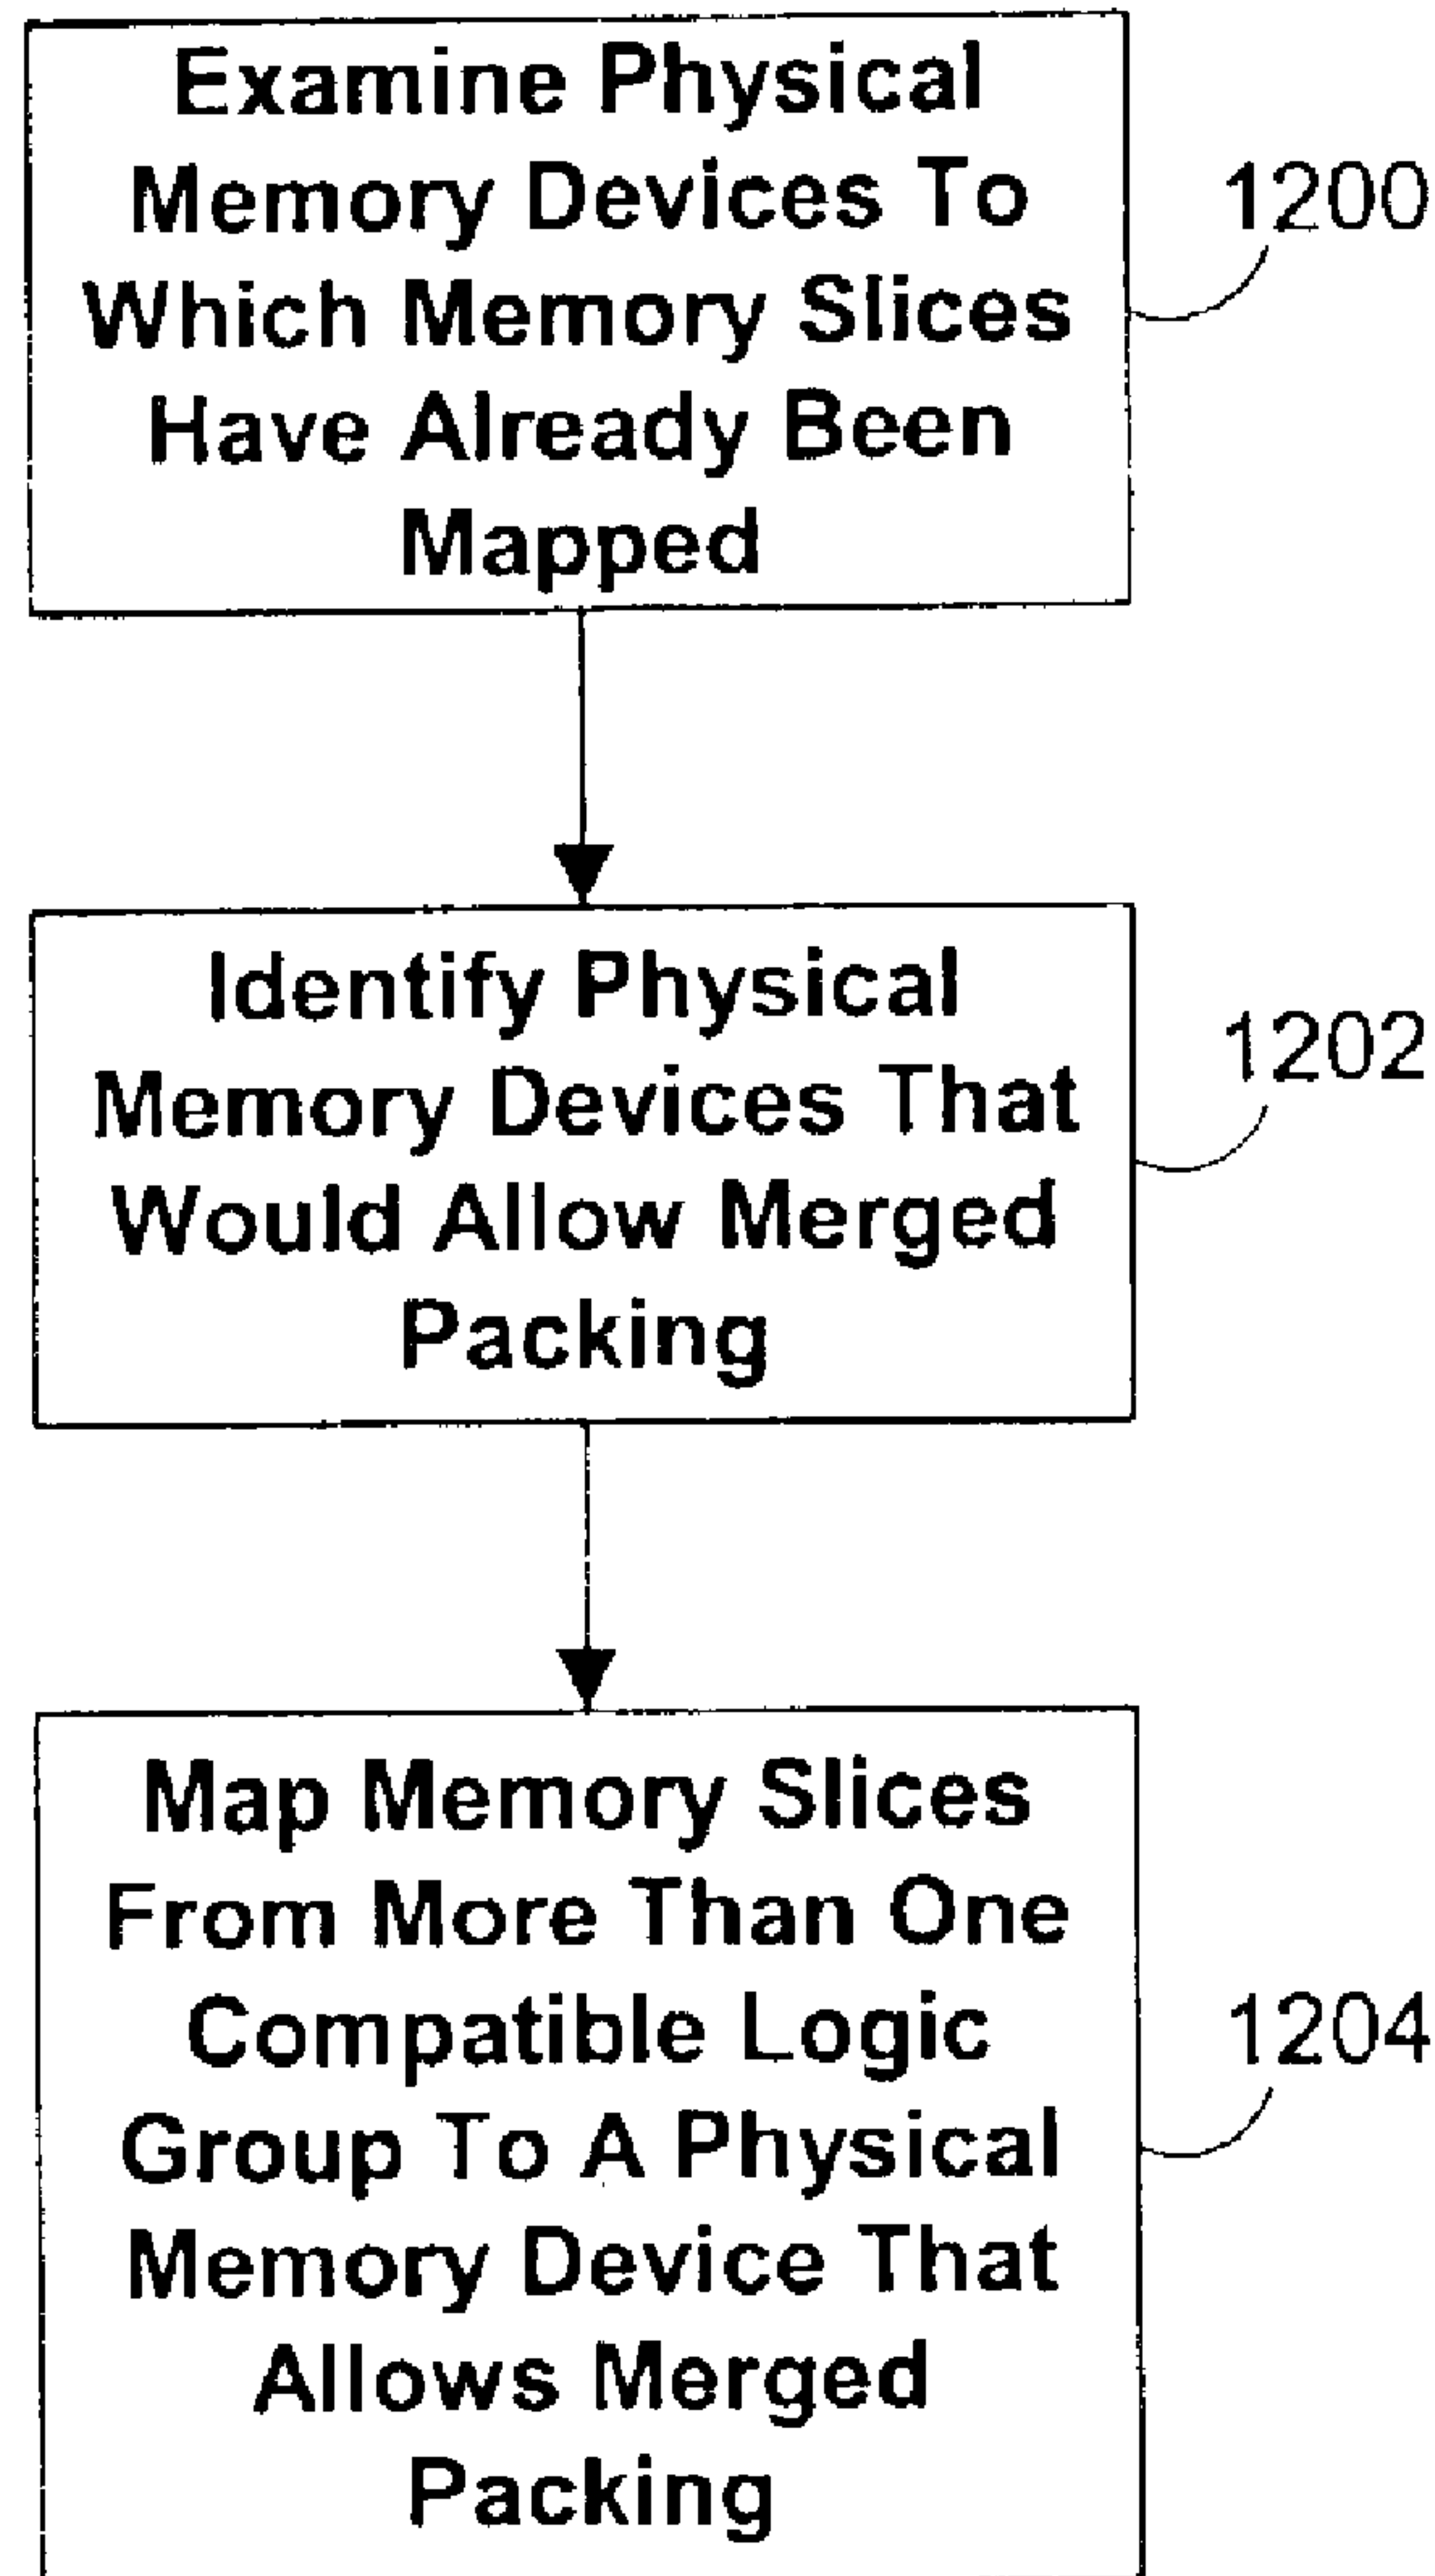 Examine Physical
Memory Devices To
Which Memory Slices
Have Already Been
Mapped
1200
Identify Physical
Memory Devices That
Would Allow Merged
Packing
1202
Map Memory Slices
From More Than One
Compatible Logic
Group To A Physical
Memory Device That
Allows Merged
Packing
1204